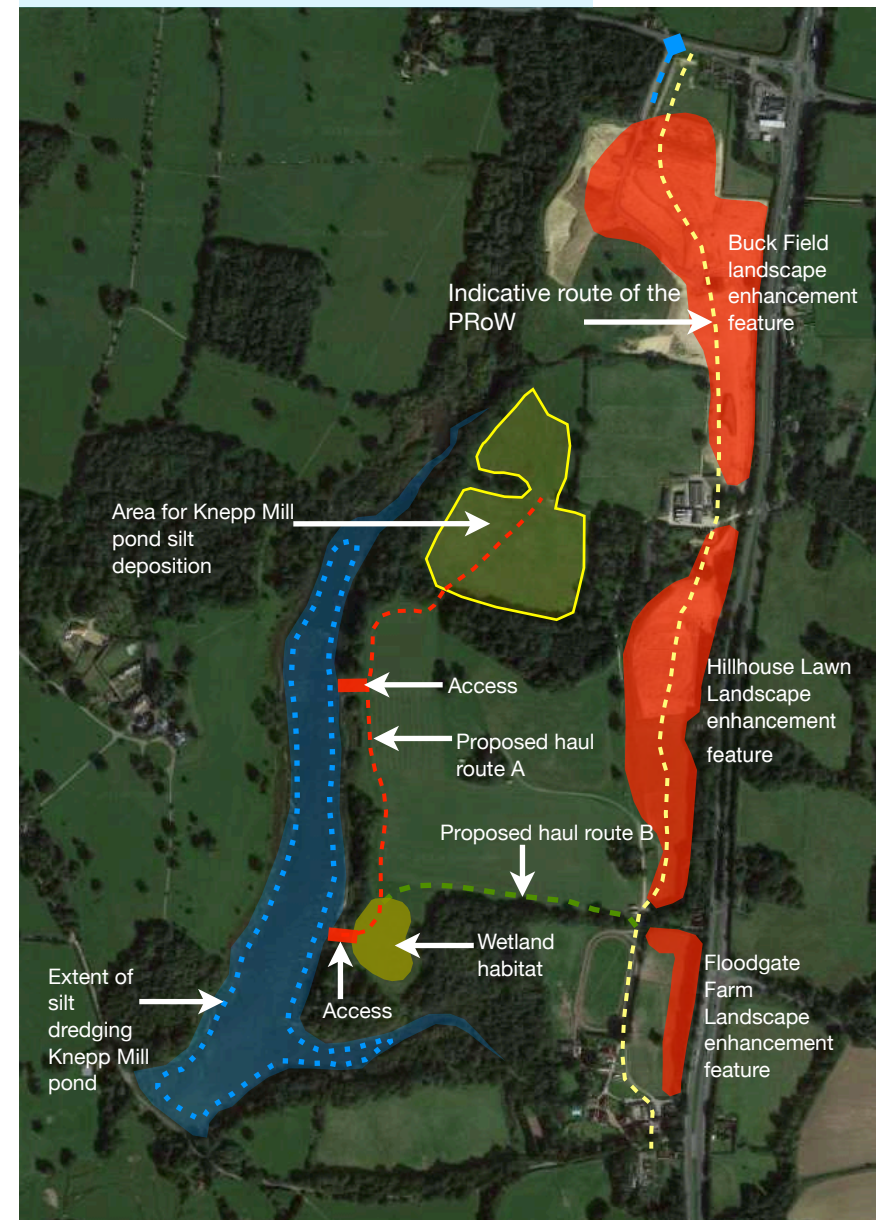 Buck Field
landscape
enhancement
feature
Indicative route of the
PRoW
Area for Knepp Mill
pond silt
deposition
Access
Hillhouse Lawn
Landscape
enhancement
feature
Proposed haul
route A
Proposed haul route B
Wetland
habitat
Access
Extent of
silt
dredging
Knepp Mill
pond
Floodgate
Farm
Landscape
enhancement
feature